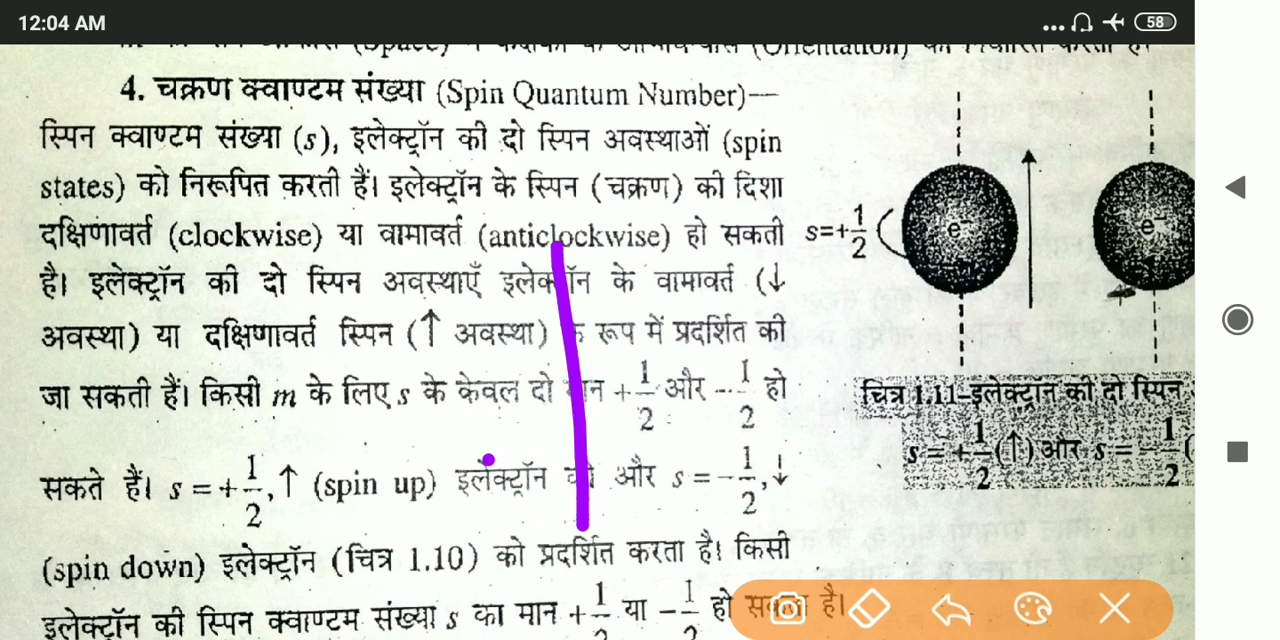 12:04 AM
58
(Space) (Orientation)
4. चक्रण क्वाण्टम संख्या (Spin Quantum Number)—
स्पिन क्वाण्टम संख्या (s), इलेक्ट्रॉन की दो स्पिन अवस्थाओं (spin
states) को निरूपित करती हैं। इलेक्ट्रॉन के स्पिन (चक्रण) की दिशा
दक्षिणावर्त (clockwise) या वामावर्त (anticlockwise) हो सकती
है। इलेक्ट्रॉन की दो स्पिन अवस्थाएँ इलेक्ट्रॉन के वामावर्त (↓
अवस्था) या दक्षिणावर्त स्पिन (↑ अवस्था) के रूप में प्रदर्शित की
जा सकती हैं। किसी m के लिए s के केवल दो मान +1/2 और -1/2 हो
सकते हैं। s = +1/2, ↑ (spin up) इलेक्ट्रॉन को और s = -1/2, ↓
(spin down) इलेक्ट्रॉन (चित्र 1.10) को प्रदर्शित करता है। किसी
इलेक्ट्रॉन की स्पिन क्वाण्टम संख्या s का मान +1/2 या -1/2 हो सकता है।
s=+1/2
e⁻
e⁻
चित्र 1.11–इलेक्ट्रॉन की दो स्पिन
s = +1/2 (↑) और s = -1/2 (